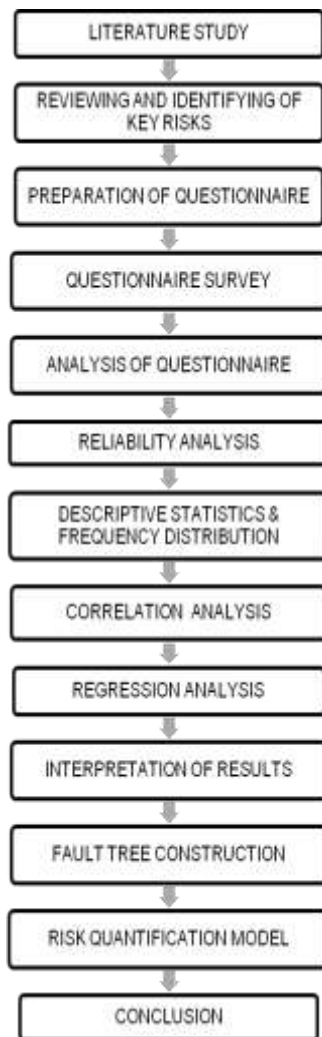 LITERATURE STUDY
REVIEWING AND IDENTIFYING OF
KEY RISKS
PREPARATION OF QUESTIONNAIRE
QUESTIONNAIRE SURVEY
ANALYSIS OF QUESTIONNAIRE
RELIABILITY ANALYSIS
DESCRIPTIVE STATISTICS &
FREQUENCY DISTRIBUTION
CORRELATION ANALYSIS
REGRESSION ANALYSIS
INTERPRETATION OF RESULTS
FAULT TREE CONSTRUCTION
RISK QUANTIFICATION MODEL
CONCLUSION